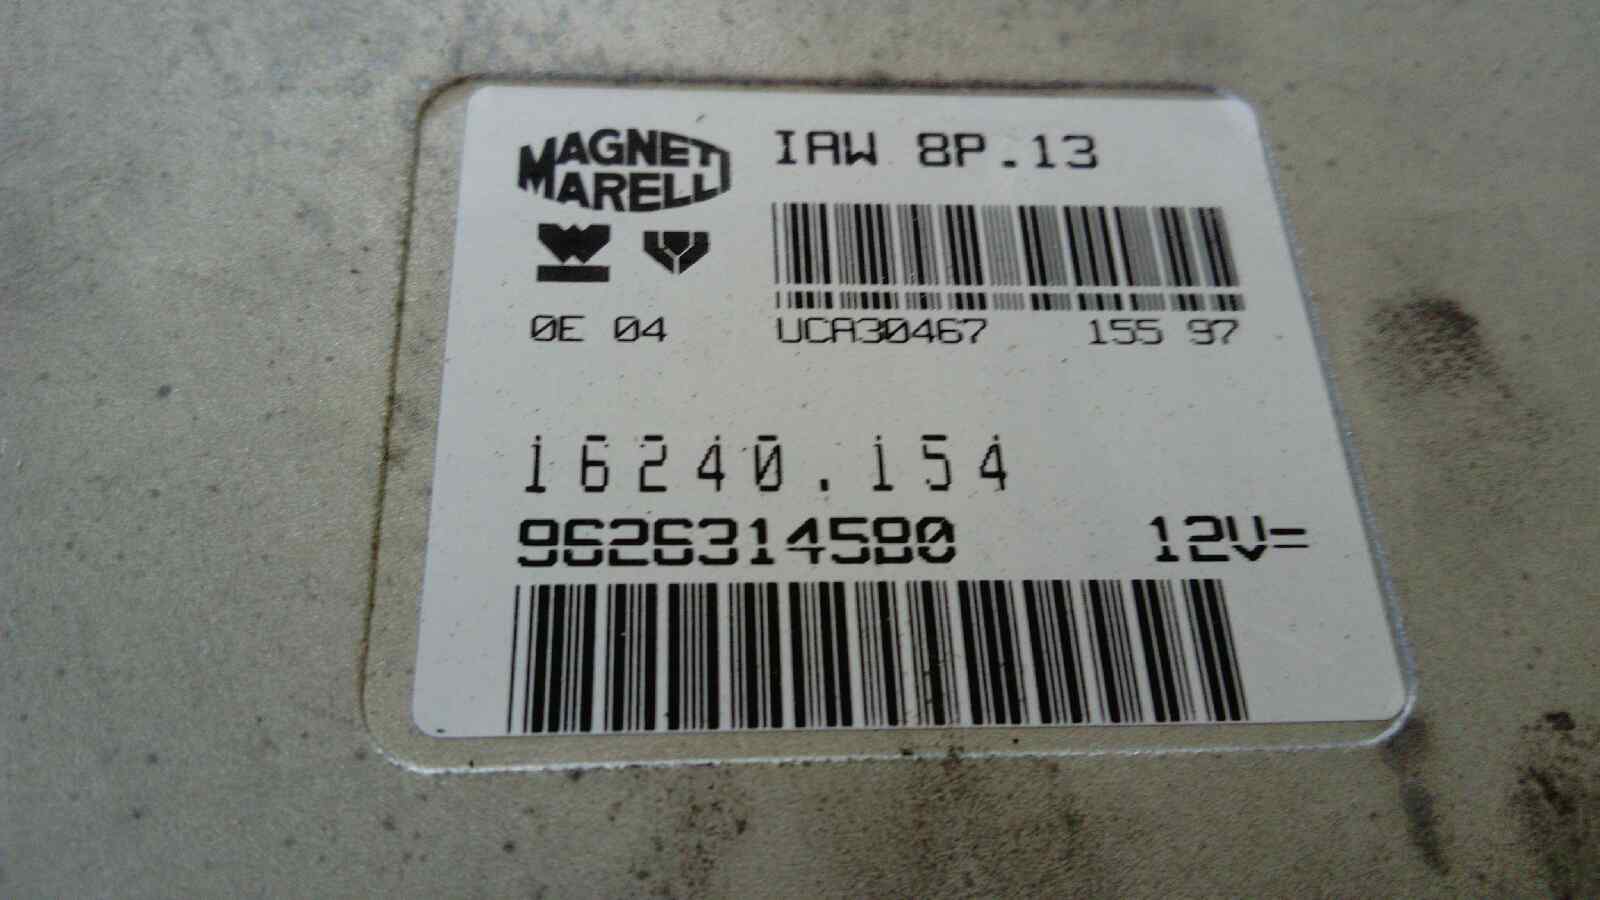 MAGNETI
MARELLI
IAW 8P.13
0E 04
UCA30467 155 97
16240.154
9626314580 12V=